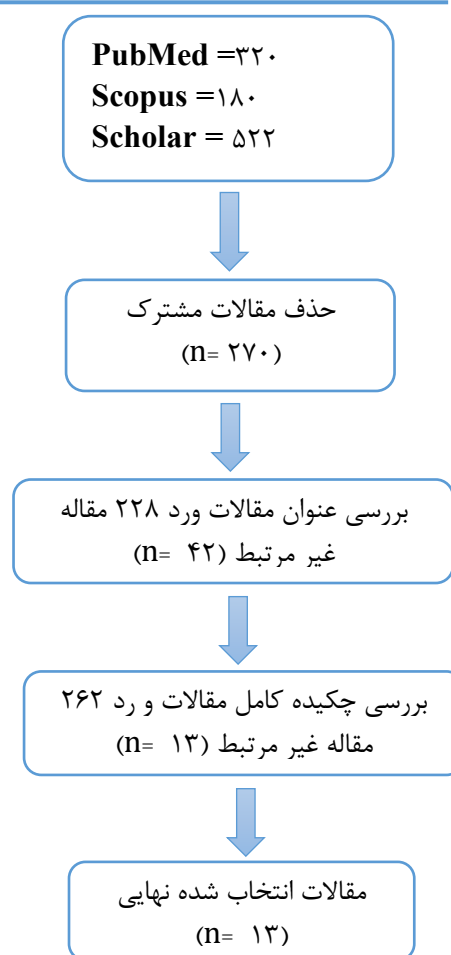 PubMed =۳۲۰
Scopus =۱۸۰
Scholar = ۵۲۲
حذف مقالات مشترک
(n= ۲۷۰)
بررسی عنوان مقالات ورد ۲۲۸ مقاله
غیر مرتبط (n= ۴۲)
بررسی چکیده کامل مقالات و رد ۲۶۲
مقاله غیر مرتبط (n= ۱۳)
مقالات انتخاب شده نهایی
(n= ۱۳)